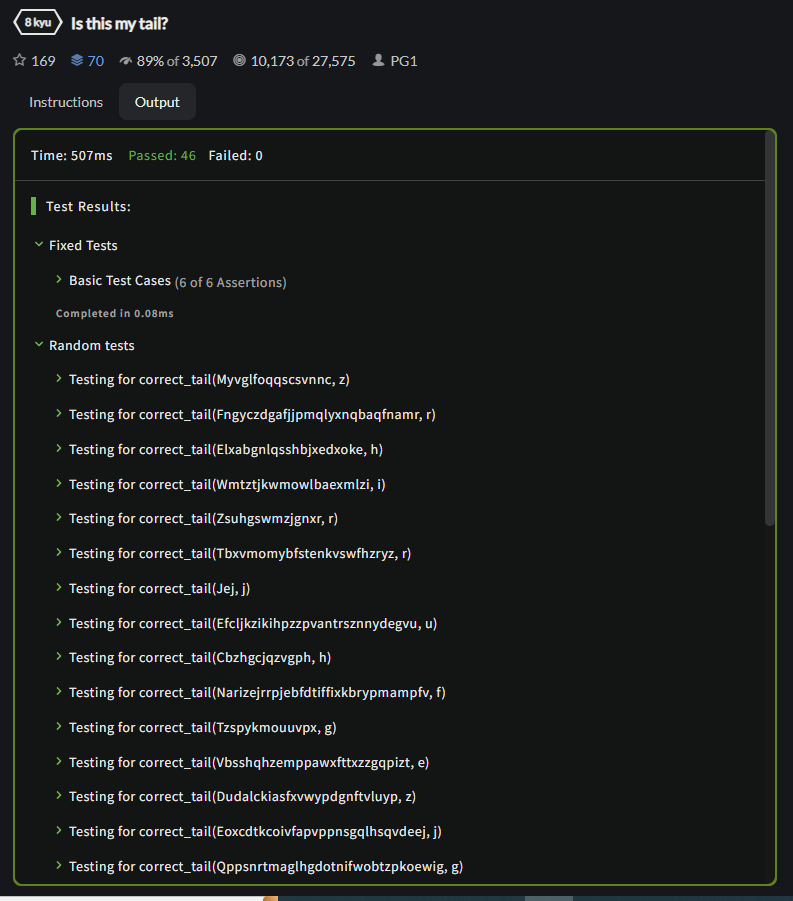 8 kyu Is this my tail?
169 70 89% of 3,507 10,173 of 27,575 PG1
Instructions Output
Time: 507ms Passed: 46 Failed: 0
Test Results:
Fixed Tests
Basic Test Cases (6 of 6 Assertions)
Completed in 0.08ms
Random tests
Testing for correct_tail(Myvglfoqqscsvnnc, z)
Testing for correct_tail(Fngyczdgafjjpmqlyxnqbaqfnamr, r)
Testing for correct_tail(Elxabgnlqsshbjxedxoke, h)
Testing for correct_tail(Wmtztjkwmowlbaexmlzi, i)
Testing for correct_tail(Zsuhgswmzjgnxr, r)
Testing for correct_tail(Tbxvmomybfstenkvswfhzryz, r)
Testing for correct_tail(Jej, j)
Testing for correct_tail(Efcljkzikihpzzpvantrsznnydegvu, u)
Testing for correct_tail(Cbzhgcjqzvgph, h)
Testing for correct_tail(Narizejrrpjebfdtiffixkbrypmampfv, f)
Testing for correct_tail(Tzspykmouuvpx, g)
Testing for correct_tail(Vbsshqhzemppawxfttxzzgqpizt, e)
Testing for correct_tail(Dudalckiasfxvwypdgnftvluyp, z)
Testing for correct_tail(Eoxcdtkcoivfapvppnsgqlhsqvdeej, j)
Testing for correct_tail(Qppsnrtmaglhgdotnifwobtzpkoewig, g)